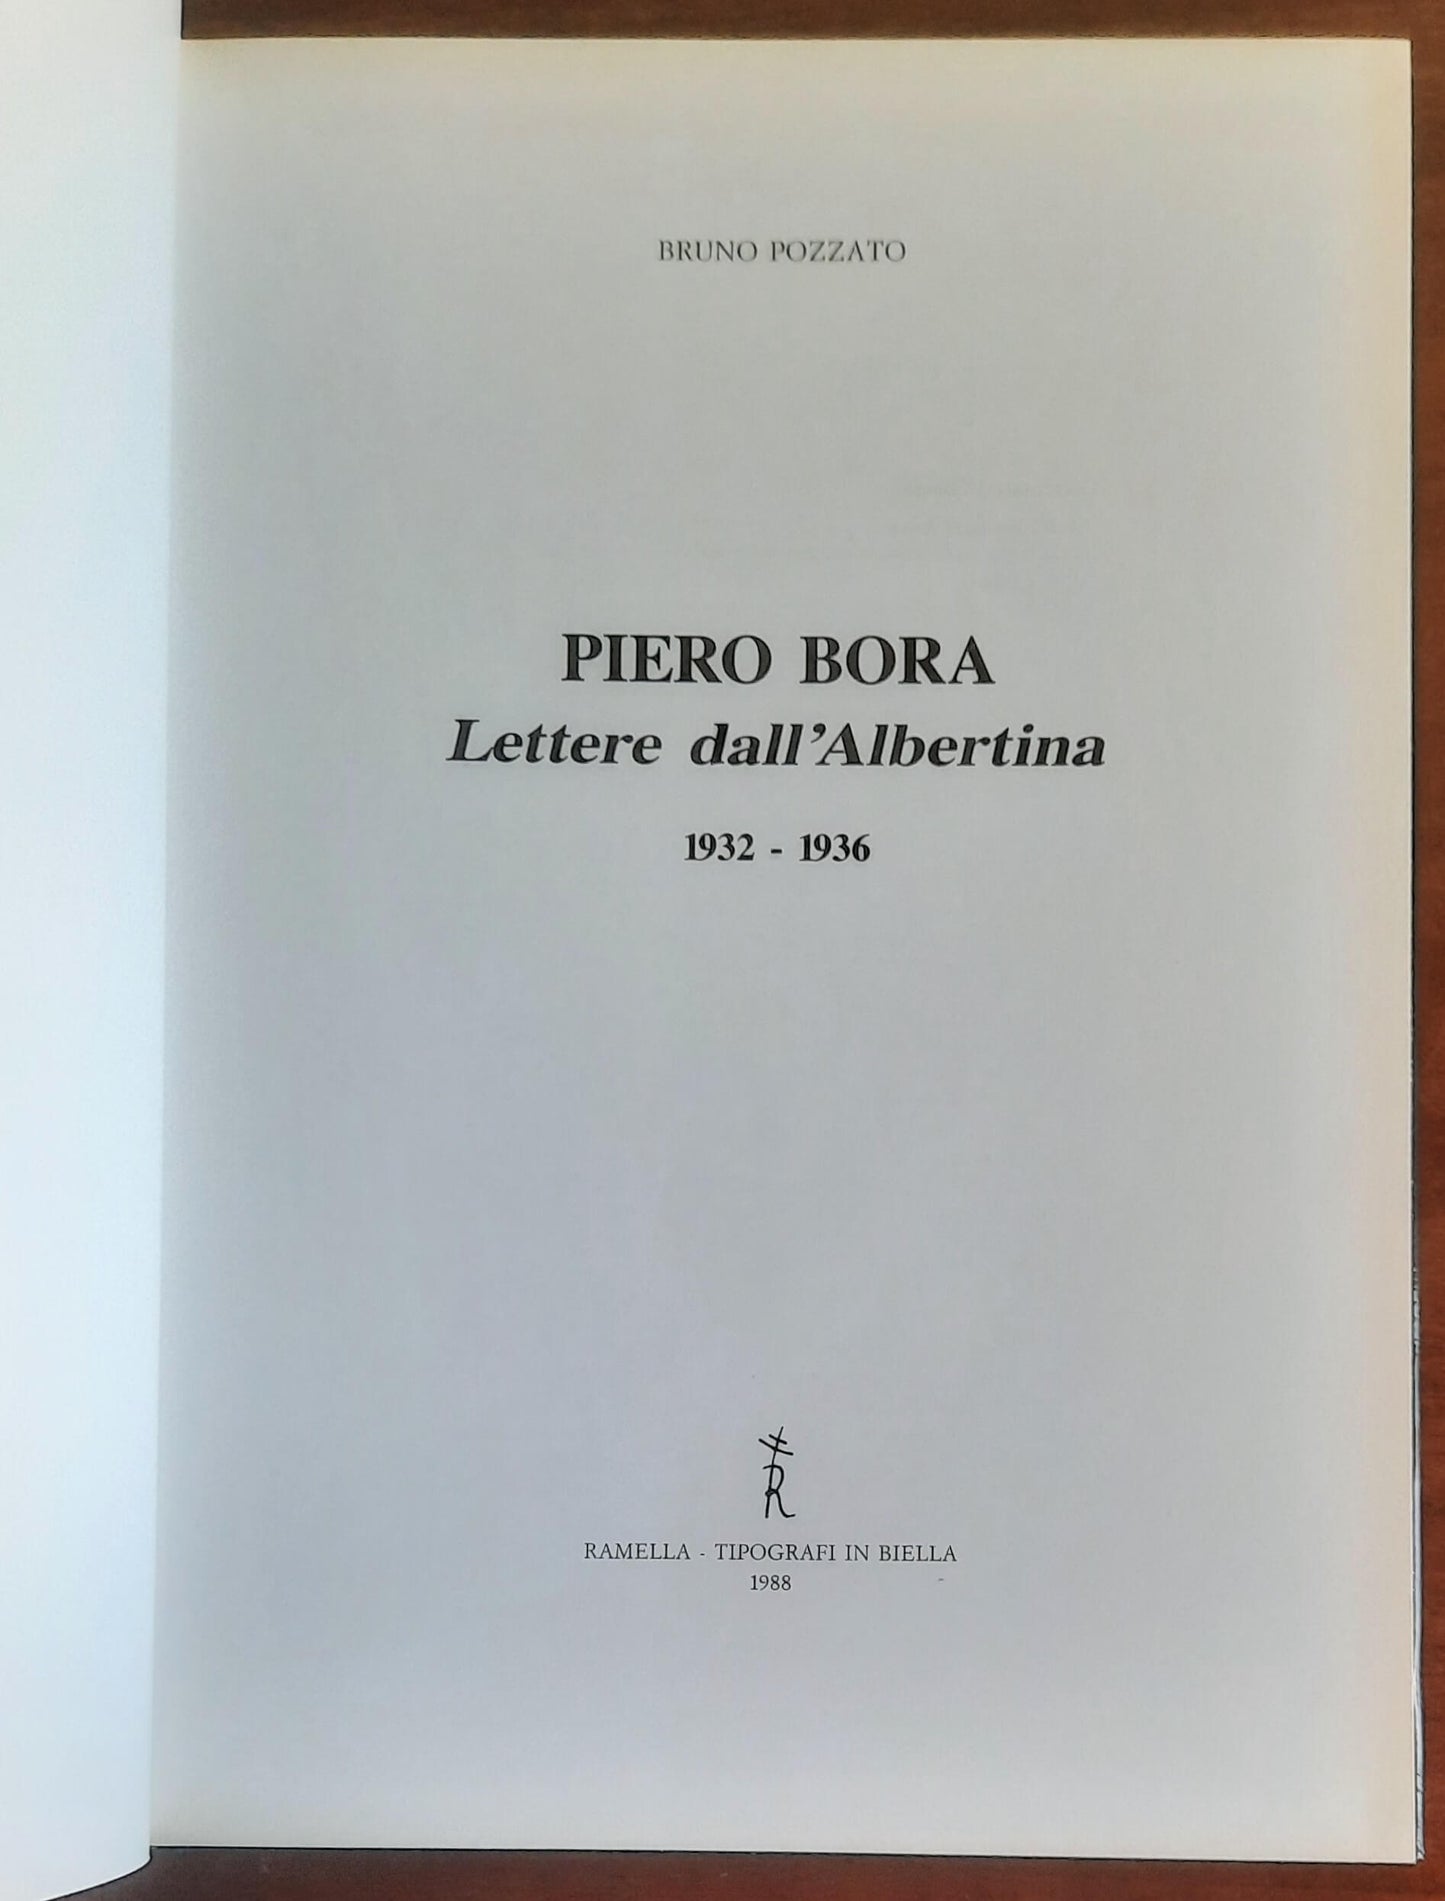 BRUNO POZZATO
PIERO BORA
Lettere dall'Albertina
1932 - 1936
R
RAMELLA - TIPOGRAFI IN BIELLA
1988